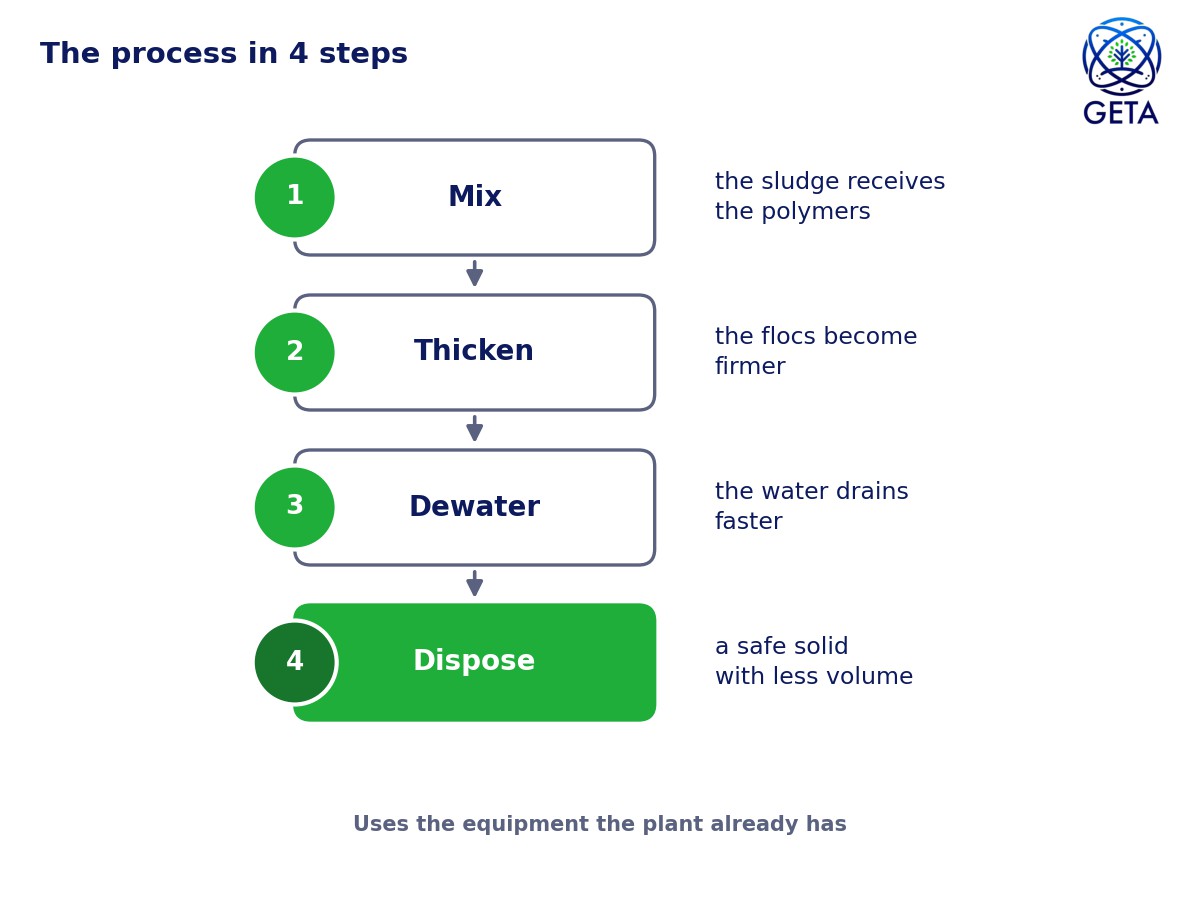 The process in 4 steps
GETA
1
Mix
the sludge receives
the polymers
2
Thicken
the flocs become
firmer
3
Dewater
the water drains
faster
4
Dispose
a safe solid
with less volume
Uses the equipment the plant already has